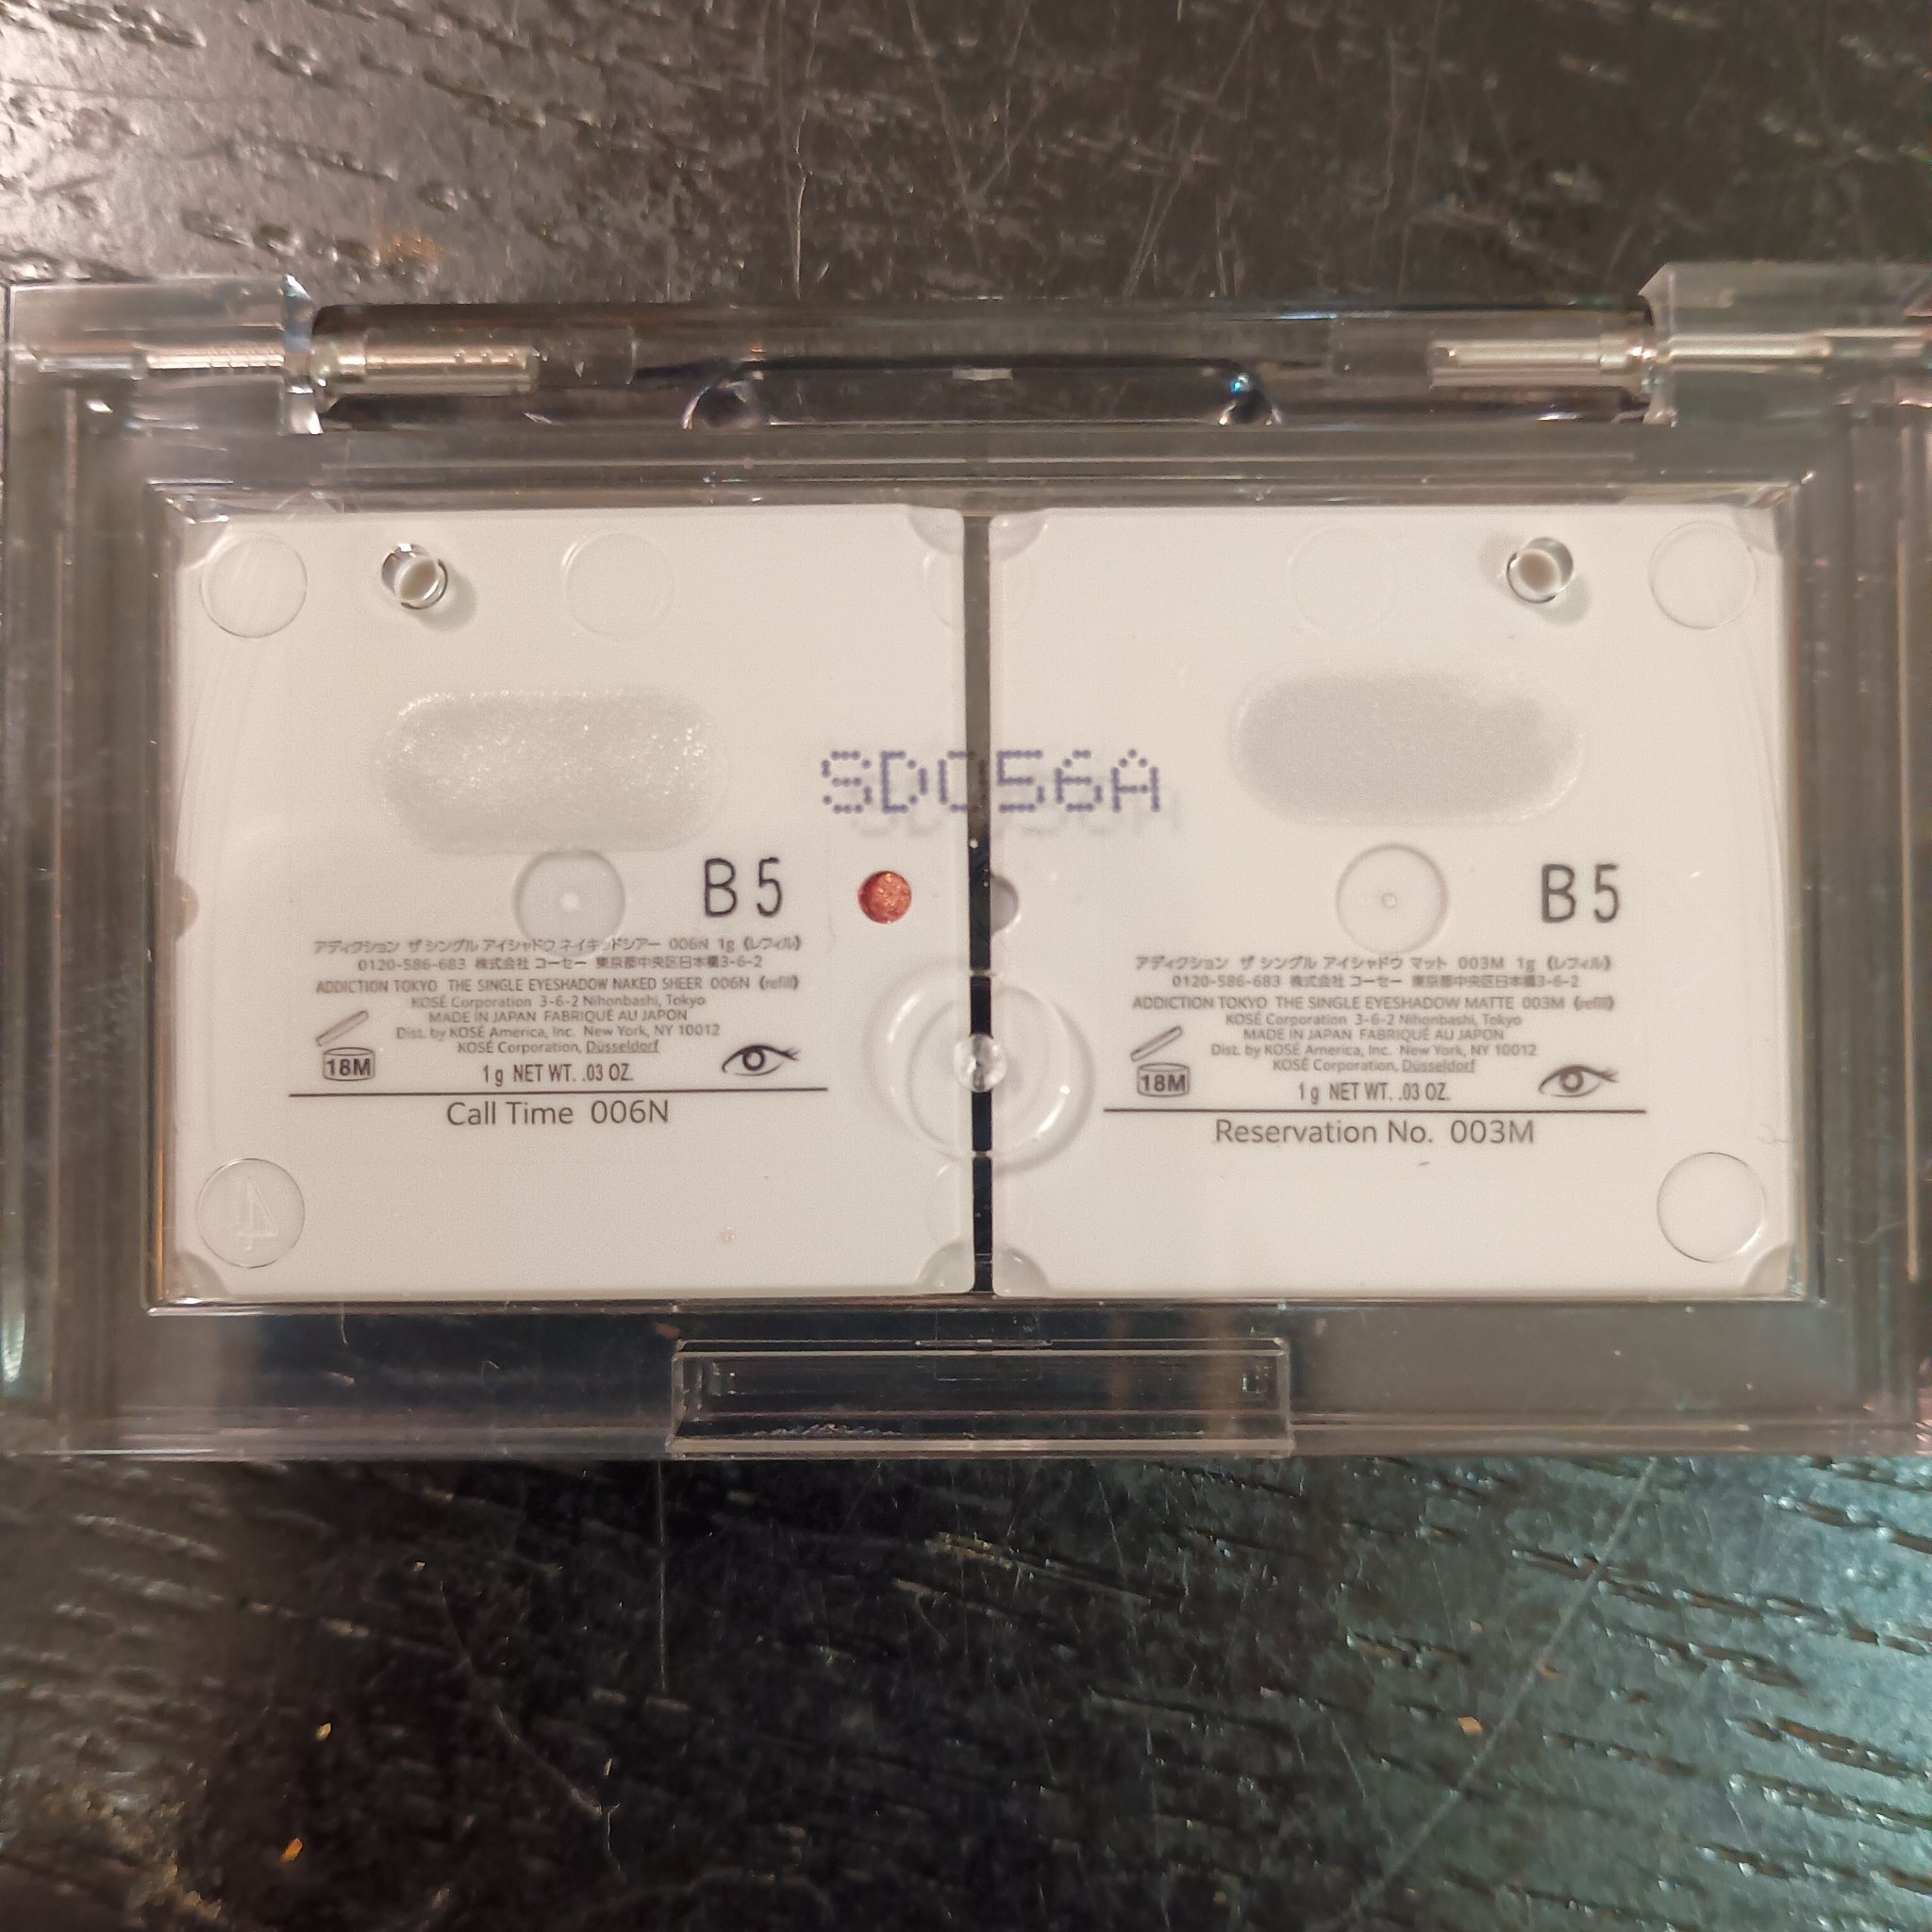 SD056A
B5
アディクション ザ シングル アイシャドウ ネイキッドシアー 006N 1g《レフィル》
0120-586-683 株式会社 コーセー 東京都中央区日本橋3-6-2
ADDICTION TOKYO THE SINGLE EYESHADOW NAKED SHEER 006N《refill》
KOSÉ Corporation 3-6-2 Nihonbashi, Tokyo
MADE IN JAPAN FABRIQUÉ AU JAPON
Dist. by KOSÉ America, Inc. New York, NY 10012
KOSÉ Corporation, Düsseldorf
18M
1g NET WT. .03 OZ.
Call Time 006N
4
B5
アディクション ザ シングル アイシャドウ マット 003M 1g《レフィル》
0120-586-683 株式会社 コーセー 東京都中央区日本橋3-6-2
ADDICTION TOKYO THE SINGLE EYESHADOW MATTE 003M《refill》
KOSÉ Corporation 3-6-2 Nihonbashi, Tokyo
MADE IN JAPAN FABRIQUÉ AU JAPON
Dist. by KOSÉ America, Inc. New York, NY 10012
KOSÉ Corporation, Düsseldorf
18M
1g NET WT. .03 OZ.
Reservation No. 003M